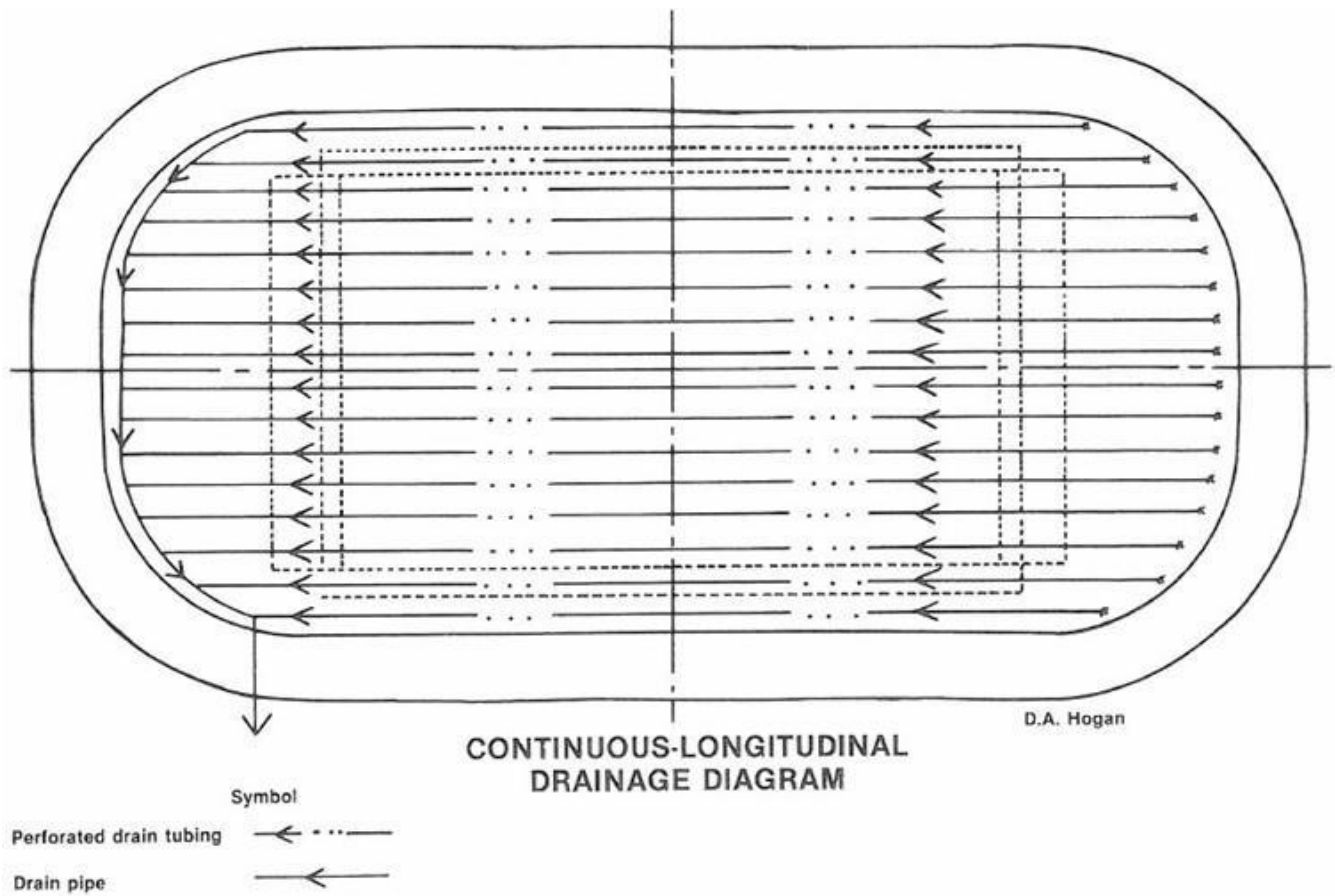 D.A. Hogan
CONTINUOUS-LONGITUDINAL
DRAINAGE DIAGRAM
Symbol
Perforated drain tubing
Drain pipe